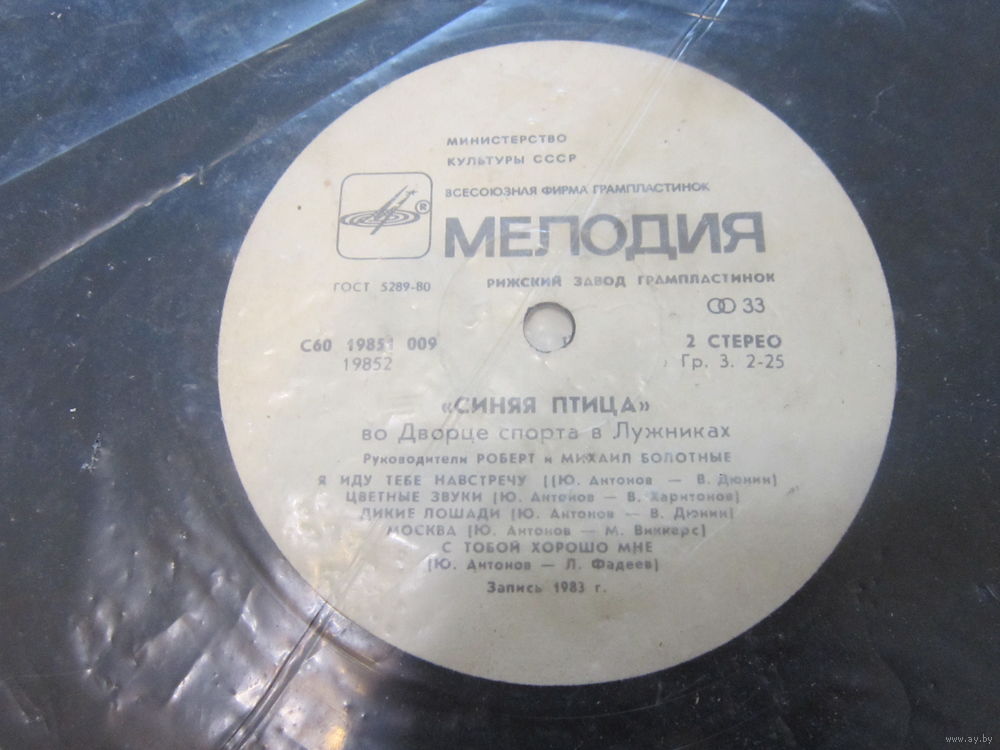 МИНИСТЕРСТВО
КУЛЬТУРЫ СССР
ВСЕСОЮЗНАЯ ФИРМА ГРАМПЛАСТИНОК
®
МЕЛОДИЯ
ГОСТ 5289-80
РИЖСКИЙ ЗАВОД ГРАМПЛАСТИНОК
33
С60 19851 009
2 СТЕРЕО
19852
Гр. 3. 2-25
«СИНЯЯ ПТИЦА»
во Дворце спорта в Лужниках
Руководители РОБЕРТ и МИХАИЛ БОЛОТНЫЕ
Я ИДУ ТЕБЕ НАВСТРЕЧУ ((Ю. Антонов — В. Дюнин)
ЦВЕТНЫЕ ЗВУКИ (Ю. Антонов — В. Харитонов)
ДИКИЕ ЛОШАДИ (Ю. Антонов — В. Дюнин)
МОСКВА (Ю. Антонов — М. Виккерс)
С ТОБОЙ ХОРОШО МНЕ
(Ю. Антонов — Л. Фадеев)
Запись 1983 г.
www.ay.by